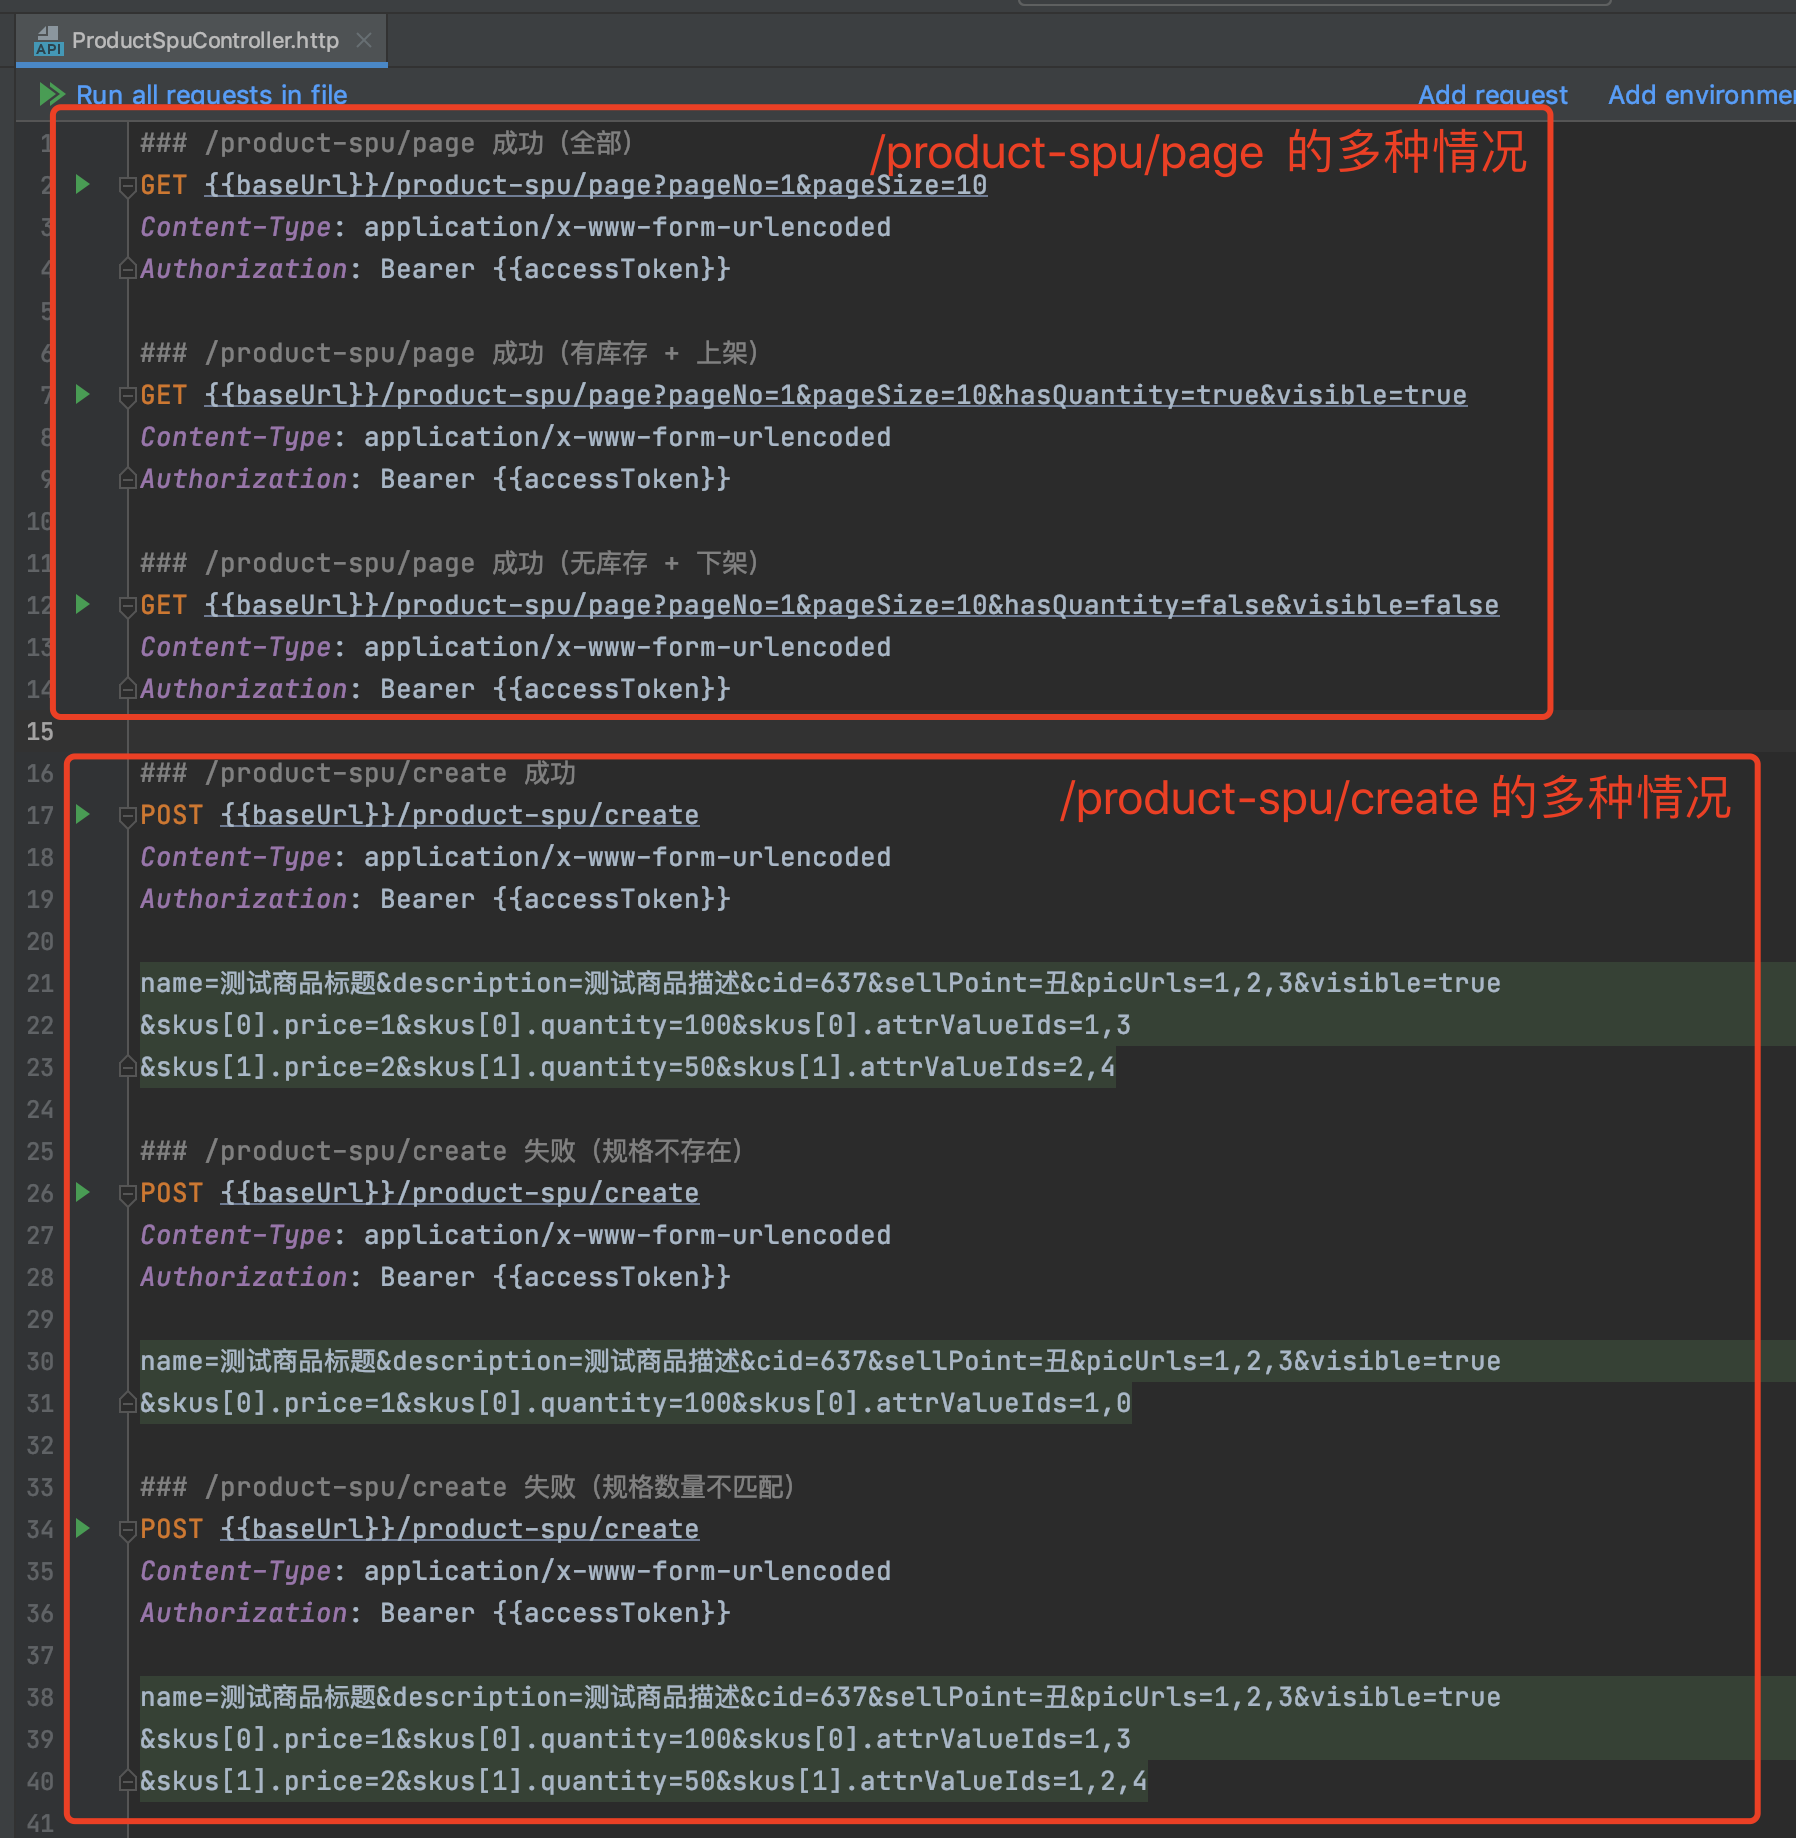 API ProductSpuController.http
Run all requests in file Add request Add environme
/product-spu/page 的多种情况
1 ### /product-spu/page 成功（全部）
2 GET {{baseUrl}}/product-spu/page?pageNo=1&pageSize=10
3 Content-Type: application/x-www-form-urlencoded
4 Authorization: Bearer {{accessToken}}
5
6 ### /product-spu/page 成功（有库存 + 上架）
7 GET {{baseUrl}}/product-spu/page?pageNo=1&pageSize=10&hasQuantity=true&visible=true
8 Content-Type: application/x-www-form-urlencoded
9 Authorization: Bearer {{accessToken}}
10
11 ### /product-spu/page 成功（无库存 + 下架）
12 GET {{baseUrl}}/product-spu/page?pageNo=1&pageSize=10&hasQuantity=false&visible=false
13 Content-Type: application/x-www-form-urlencoded
14 Authorization: Bearer {{accessToken}}
15
16 ### /product-spu/create 成功
/product-spu/create 的多种情况
17 POST {{baseUrl}}/product-spu/create
18 Content-Type: application/x-www-form-urlencoded
19 Authorization: Bearer {{accessToken}}
20
21 name=测试商品标题&description=测试商品描述&cid=637&sellPoint=丑&picUrls=1,2,3&visible=true
22 &skus[0].price=1&skus[0].quantity=100&skus[0].attrValueIds=1,3
23 &skus[1].price=2&skus[1].quantity=50&skus[1].attrValueIds=2,4
24
25 ### /product-spu/create 失败（规格不存在）
26 POST {{baseUrl}}/product-spu/create
27 Content-Type: application/x-www-form-urlencoded
28 Authorization: Bearer {{accessToken}}
29
30 name=测试商品标题&description=测试商品描述&cid=637&sellPoint=丑&picUrls=1,2,3&visible=true
31 &skus[0].price=1&skus[0].quantity=100&skus[0].attrValueIds=1,0
32
33 ### /product-spu/create 失败（规格数量不匹配）
34 POST {{baseUrl}}/product-spu/create
35 Content-Type: application/x-www-form-urlencoded
36 Authorization: Bearer {{accessToken}}
37
38 name=测试商品标题&description=测试商品描述&cid=637&sellPoint=丑&picUrls=1,2,3&visible=true
39 &skus[0].price=1&skus[0].quantity=100&skus[0].attrValueIds=1,3
40 &skus[1].price=2&skus[1].quantity=50&skus[1].attrValueIds=1,2,4
41